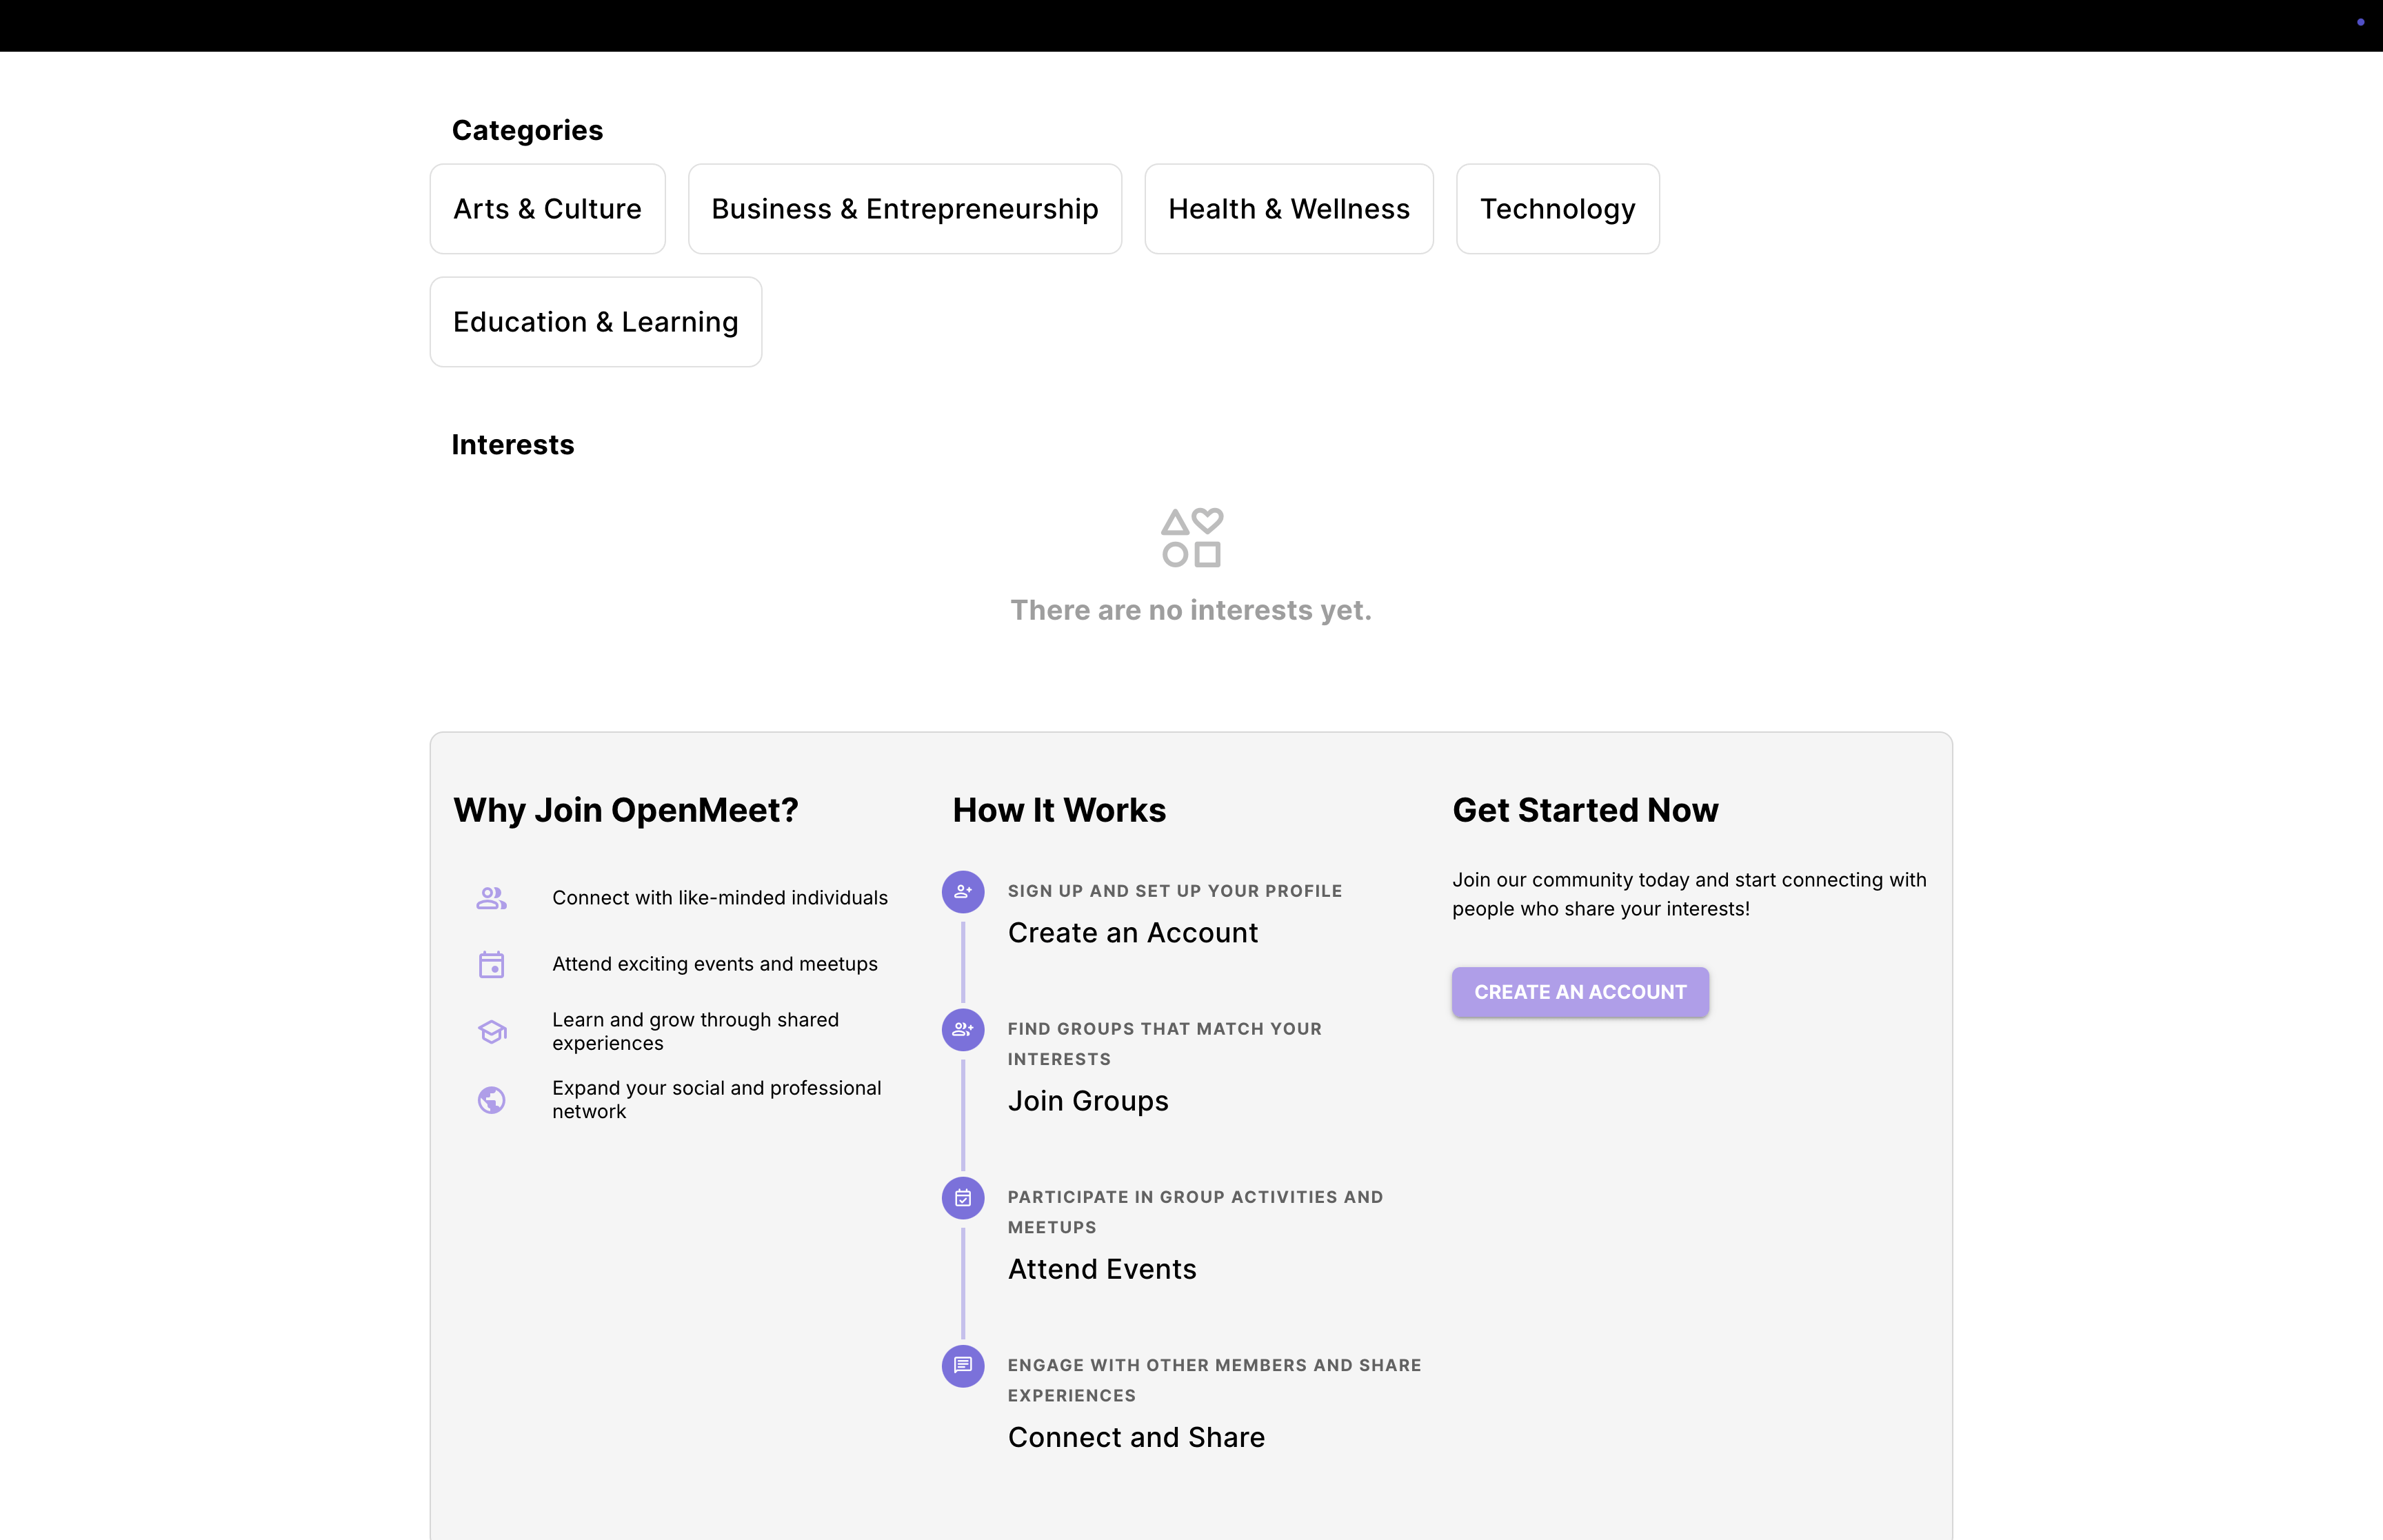 Categories
Arts & Culture
Business & Entrepreneurship
Health & Wellness
Technology
Education & Learning
Interests
There are no interests yet.
Why Join OpenMeet?
Connect with like-minded individuals
Attend exciting events and meetups
Learn and grow through shared
experiences
Expand your social and professional
network
How It Works
SIGN UP AND SET UP YOUR PROFILE
Create an Account
FIND GROUPS THAT MATCH YOUR
INTERESTS
Join Groups
PARTICIPATE IN GROUP ACTIVITIES AND
MEETUPS
Attend Events
ENGAGE WITH OTHER MEMBERS AND SHARE
EXPERIENCES
Connect and Share
Get Started Now
Join our community today and start connecting with
people who share your interests!
CREATE AN ACCOUNT